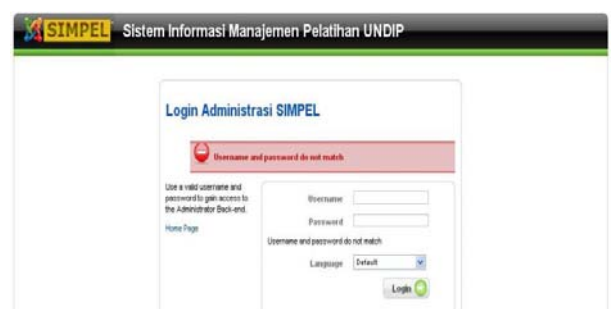 SIMPEL Sistem Informasi Manajemen Pelatihan UNDIP
Login Administrasi SIMPEL
Username and password do not match
Use a valid username and
password to gain access to
the Administrator Back-end.
Home Page
Username
Password
Username and password do not match
Language Default
Login